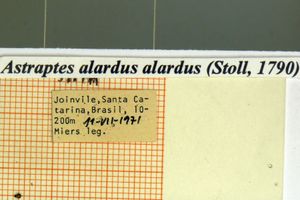 Astraptes alardus alardus (Stoll, 1790)
Joinvile,Santa Ca-
tarina,Brasil, 10-
200m 11-VII-1971
Miers leg.